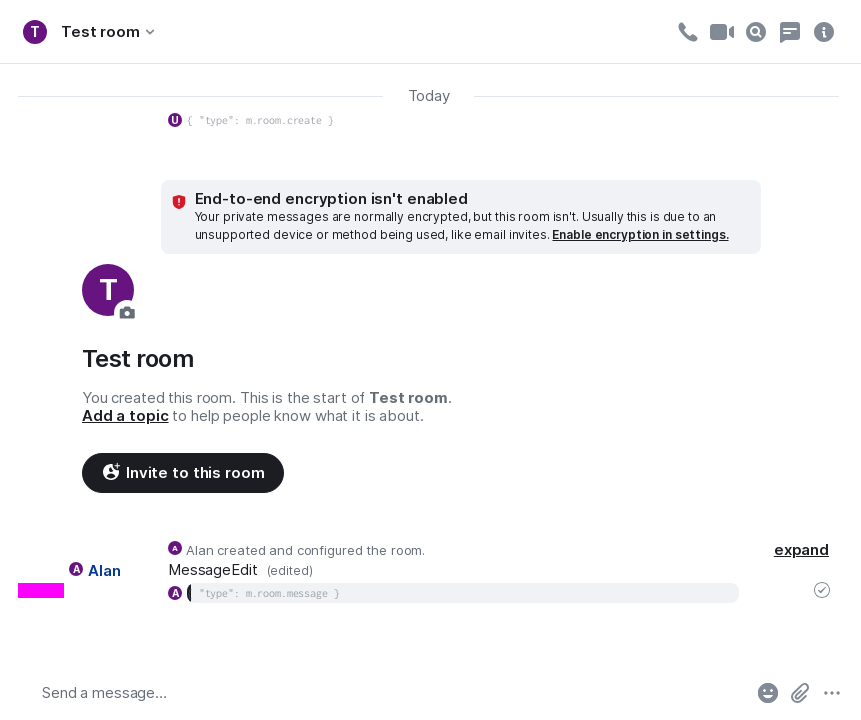 T Test room
Today
U { "type": m.room.create }
End-to-end encryption isn't enabled
Your private messages are normally encrypted, but this room isn't. Usually this is due to an
unsupported device or method being used, like email invites. Enable encryption in settings.
T
Test room
You created this room. This is the start of Test room.
Add a topic to help people know what it is about.
Invite to this room
A Alan created and configured the room. expand
A Alan MessageEdit (edited)
A "type": m.room.message }
Send a message…